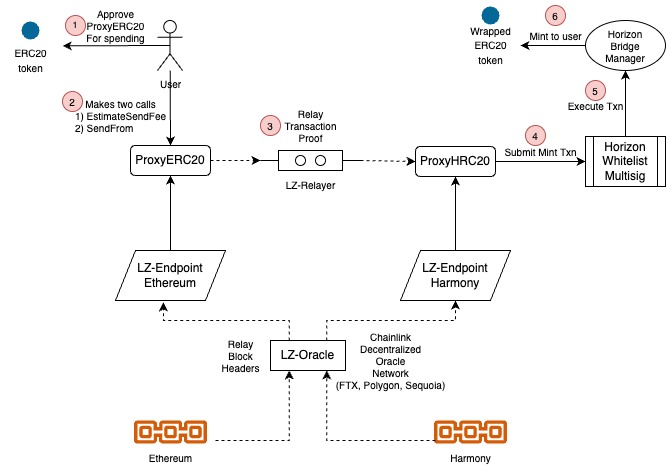 1
Approve
ProxyERC20
For spending
ERC20
token
User
2
Makes two calls
1) EstimateSendFee
2) SendFrom
ProxyERC20
3
Relay
Transaction
Proof
LZ-Relayer
ProxyHRC20
4
Submit Mint Txn
Horizon
Whitelist
Multisig
5
Execute Txn
Horizon
Bridge
Manager
6
Mint to user
Wrapped
ERC20
token
LZ-Endpoint
Ethereum
LZ-Endpoint
Harmony
Relay
Block
Headers
LZ-Oracle
Chainlink
Decentralized
Oracle
Network
(FTX, Polygon, Sequoia)
Ethereum
Harmony